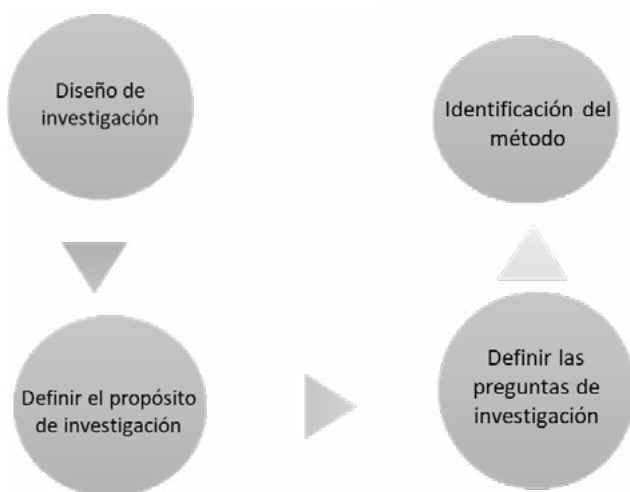 Diseño de
investigación
Definir el propósito
de investigación
Definir las
preguntas de
investigación
Identificación del
método